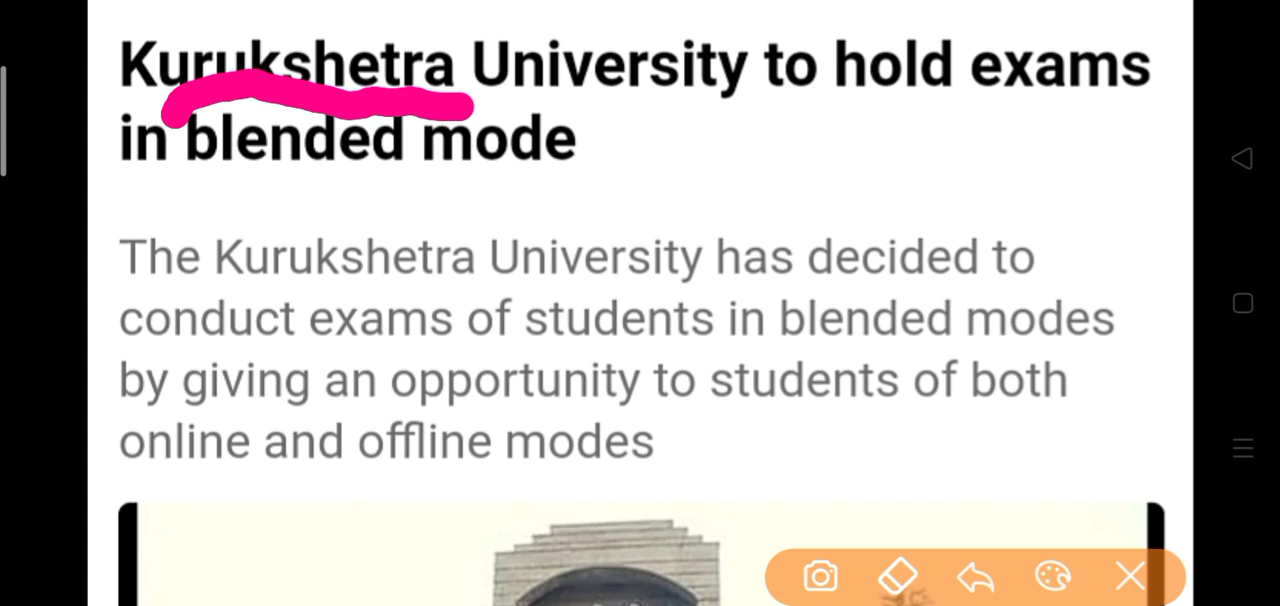 Kurukshetra University to hold exams
in blended mode
The Kurukshetra University has decided to
conduct exams of students in blended modes
by giving an opportunity to students of both
online and offline modes